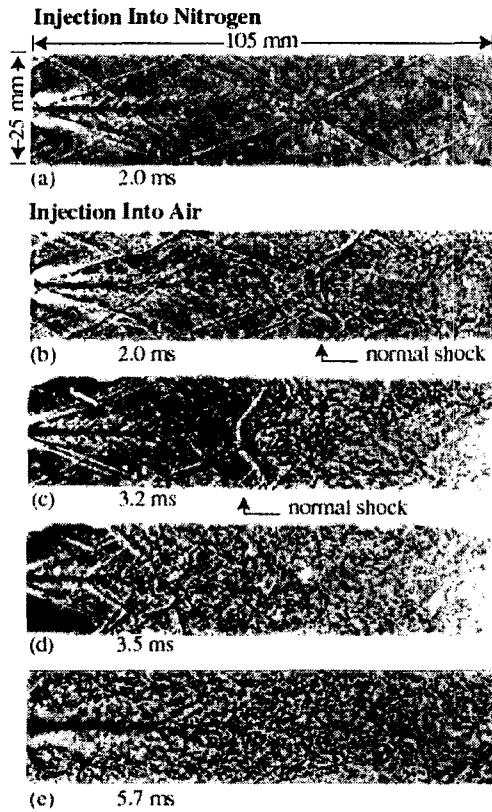 Injection Into Nitrogen
105 mm
25 mm
(a) 2.0 ms
Injection Into Air
(b) 2.0 ms
normal shock
(c) 3.2 ms
normal shock
(d) 3.5 ms
(e) 5.7 ms